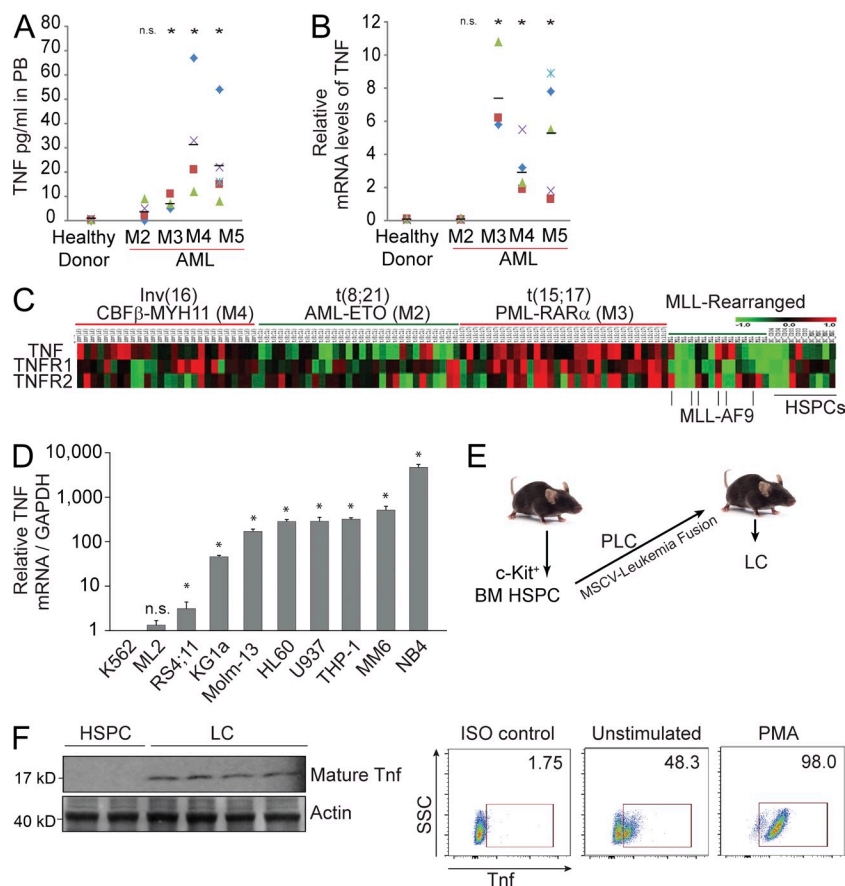 A
n.s. * * *
TNF pg/ml in PB
80
70
60
50
40
30
20
10
0
Healthy Donor
M2 M3 M4 M5
AML
B
n.s. * * *
Relative
mRNA levels of TNF
12
10
8
6
4
2
0
Healthy Donor
M2 M3 M4 M5
AML
C
Inv(16)
CBFβ-MYH11 (M4)
t(8;21)
AML-ETO (M2)
t(15;17)
PML-RARα (M3)
MLL-Rearranged
-1.0 0.0 1.0
TNF
TNFR1
TNFR2
MLL-AF9
HSPCs
D
Relative TNF
mRNA / GAPDH
10,000
1,000
100
10
1
n.s. * * * * * * * *
K562
ML2
RS4;11
KG1a
Molm-13
HL60
U937
THP-1
MM6
NB4
E
c-Kit⁺
BM HSPC
PLC
MSCV-Leukemia Fusion
LC
F
HSPC LC
17 kD
Mature Tnf
40 kD
Actin
ISO control
1.75
Unstimulated
48.3
PMA
98.0
SSC
Tnf